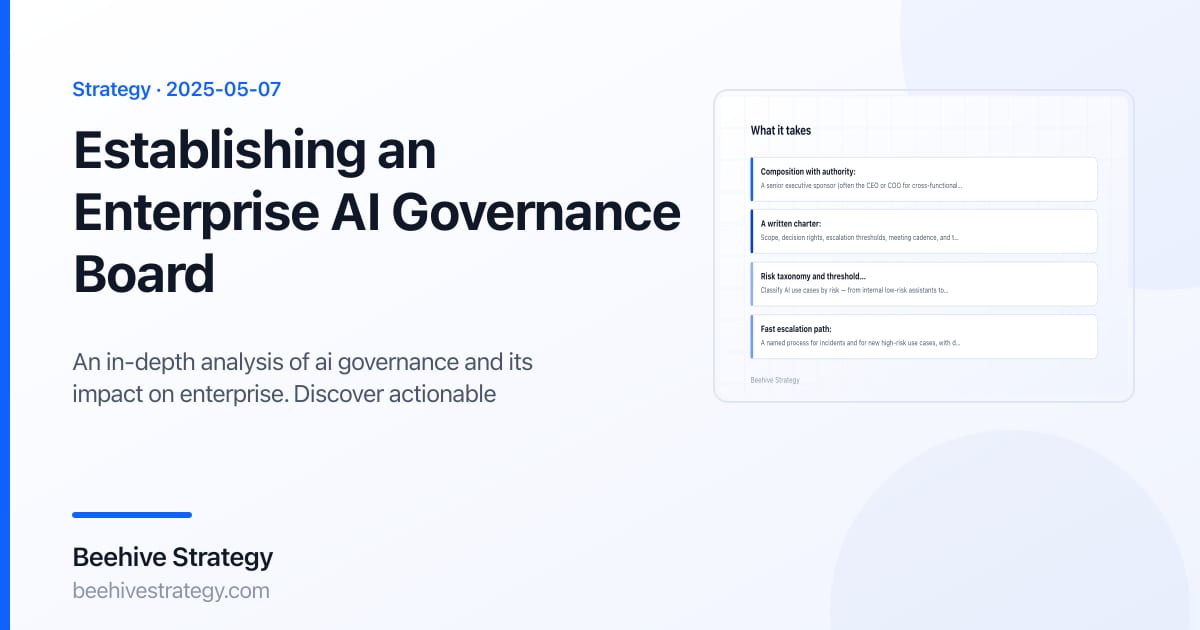 Strategy · 2025-05-07
Establishing an
Enterprise AI Governance
Board
An in-depth analysis of ai governance and its
impact on enterprise. Discover actionable
Beehive Strategy
beehivestrategy.com
What it takes
Composition with authority:
A senior executive sponsor (often the CEO or COO for cross-functional...
A written charter:
Scope, decision rights, escalation thresholds, meeting cadence, and t...
Risk taxonomy and threshold...
Classify AI use cases by risk — from internal low-risk assistants to...
Fast escalation path:
A named process for incidents and for new high-risk use cases, with d...
Beehive Strategy